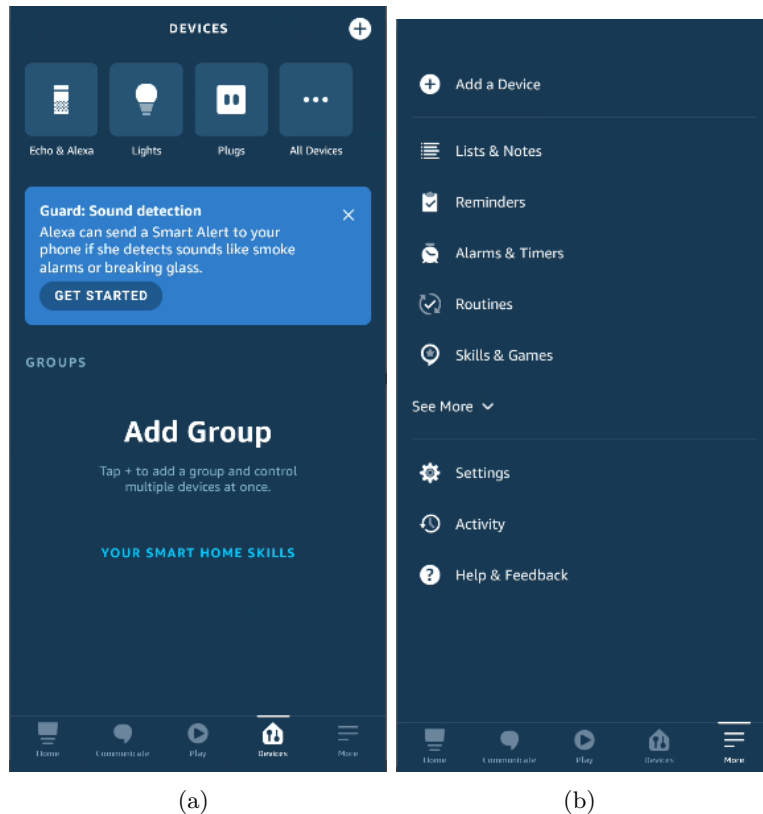 DEVICES
Echo & Alexa
Lights
Plugs
All Devices
Guard: Sound detection
Alexa can send a Smart Alert to your
phone if she detects sounds like smoke
alarms or breaking glass.
GET STARTED
GROUPS
Add Group
Tap + to add a group and control
multiple devices at once.
YOUR SMART HOME SKILLS
Home
Communicate
Play
Devices
More
(a)
Add a Device
Lists & Notes
Reminders
Alarms & Timers
Routines
Skills & Games
See More
Settings
Activity
Help & Feedback
Home
Communicate
Play
Devices
More
(b)